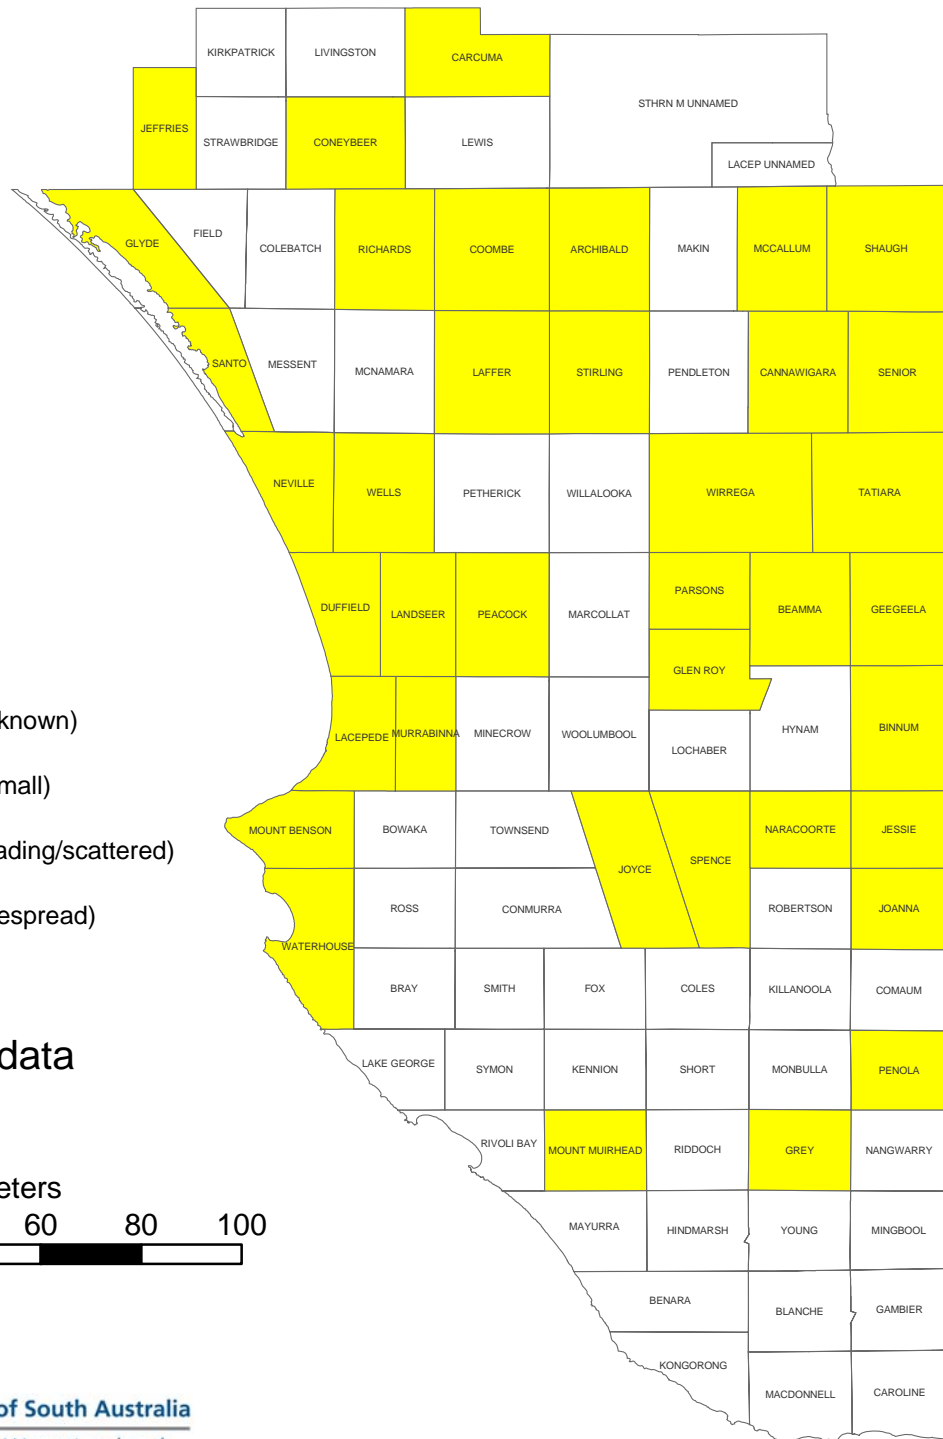 KIRKPATRICK
LIVINGSTON
CARCUMA
STHRN M UNNAMED
JEFFRIES
STRAWBRIDGE
CONEYBEER
LEWIS
LACEP UNNAMED
GLYDE
FIELD
COLEBATCH
RICHARDS
COOMBE
ARCHIBALD
MAKIN
MCCALLUM
SHAUGH
SANTO
MESSENT
MCNAMARA
LAFFER
STIRLING
PENDLETON
CANNAWIGARA
SENIOR
NEVILLE
WELLS
PETHERICK
WILLALOOKA
WIRREGA
TATIARA
DUFFIELD
LANDSEER
PEACOCK
MARCOLLAT
PARSONS
BEAMMA
GEEGEELA
GLEN ROY
known)
LACEPEDE
MURRABINNA
MINECROW
WOOLUMBOOL
LOCHABER
HYNAM
BINNUM
mall)
MOUNT BENSON
BOWAKA
TOWNSEND
JOYCE
SPENCE
NARACOORTE
JESSIE
ading/scattered)
ROSS
CONMURRA
ROBERTSON
JOANNA
espread)
WATERHOUSE
BRAY
SMITH
FOX
COLES
KILLANOOLA
COMAUM
data
LAKE GEORGE
SYMON
KENNION
SHORT
MONBULLA
PENOLA
RIVOLI BAY
MOUNT MUIRHEAD
RIDDOCH
GREY
NANGWARRY
eters
60 80 100
MAYURRA
HINDMARSH
YOUNG
MINGBOOL
BENARA
BLANCHE
GAMBIER
KONGORONG
MACDONNELL
CAROLINE
of South Australia